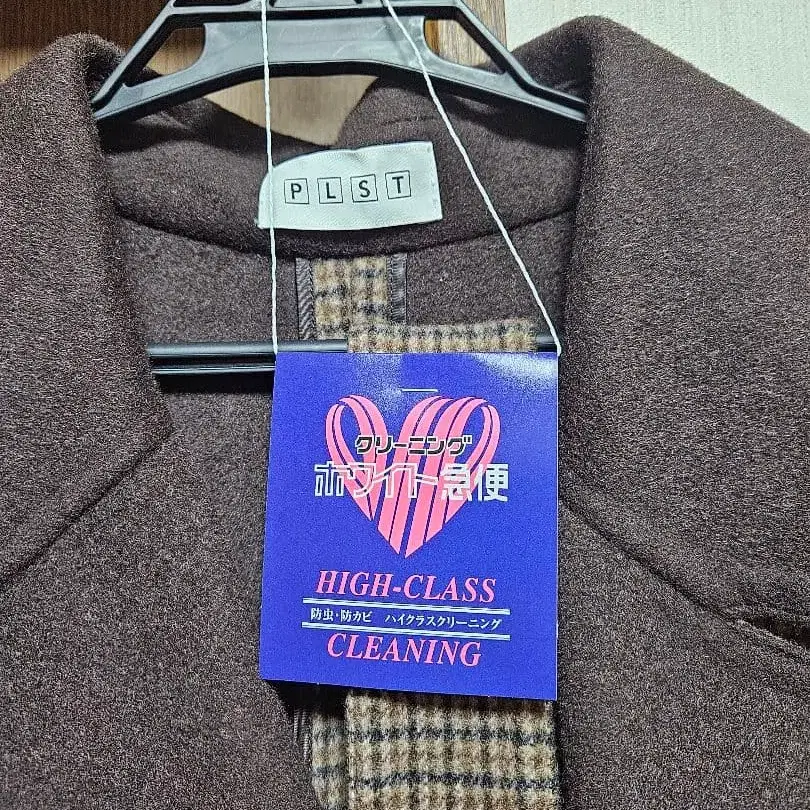 PLST
クリーニング
ホワイト急便
HIGH-CLASS
防虫・防カビ ハイクラスクリーニング
CLEANING